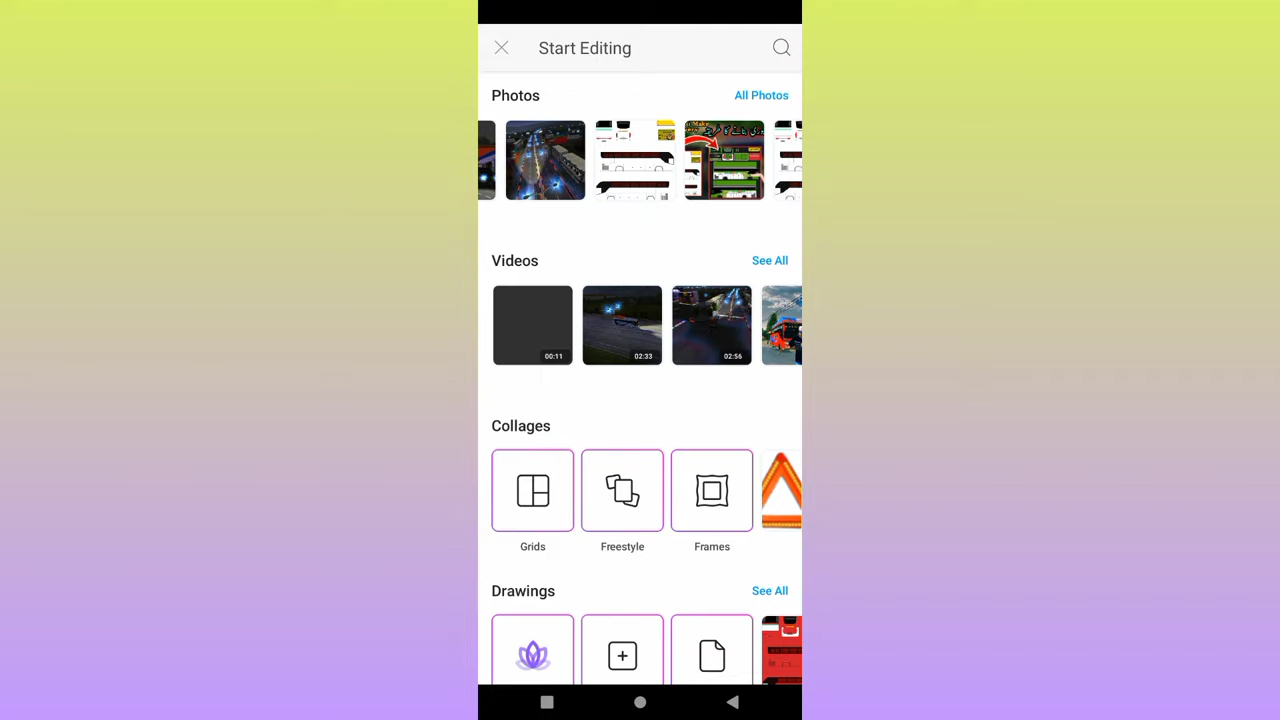 Start Editing
Photos
All Photos
Videos
See All
00:11
02:33
02:56
Collages
Grids
Freestyle
Frames
Drawings
See All